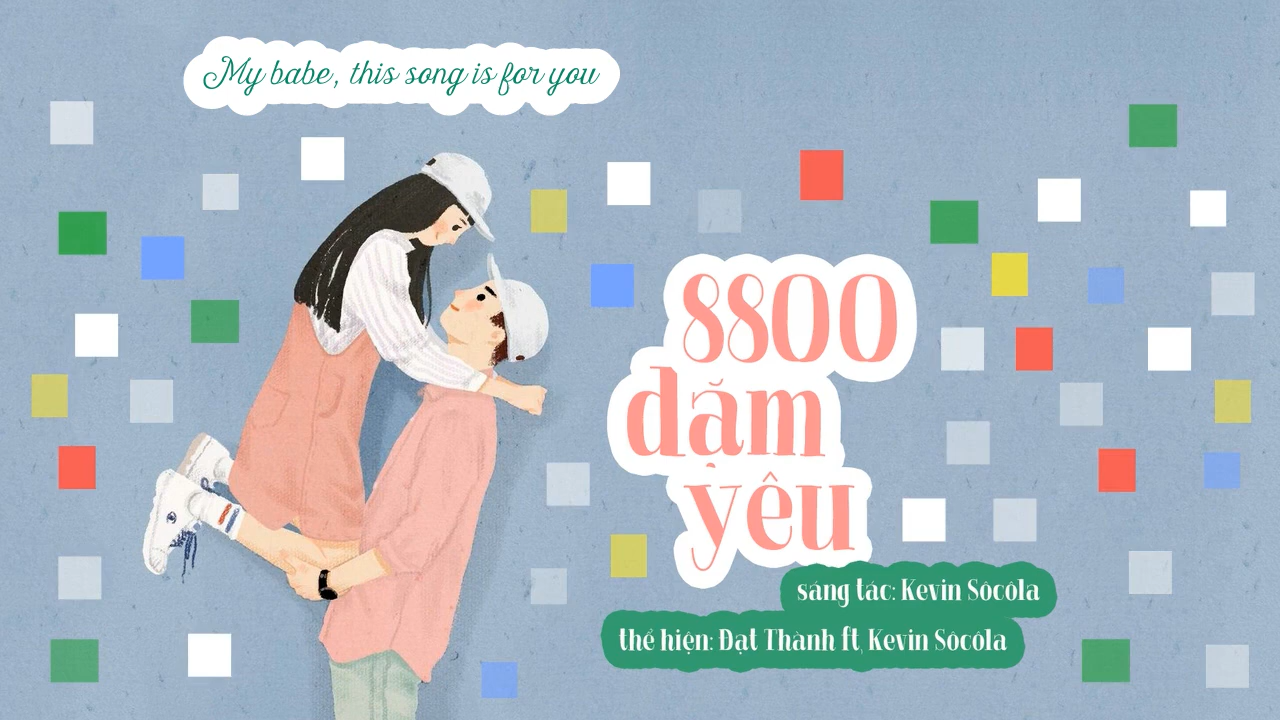 My babe, this song is for you
8800
dặm
yêu
sáng tác: Kevin Sôcôla
thể hiện: Đạt Thành ft. Kevin Sôcôla